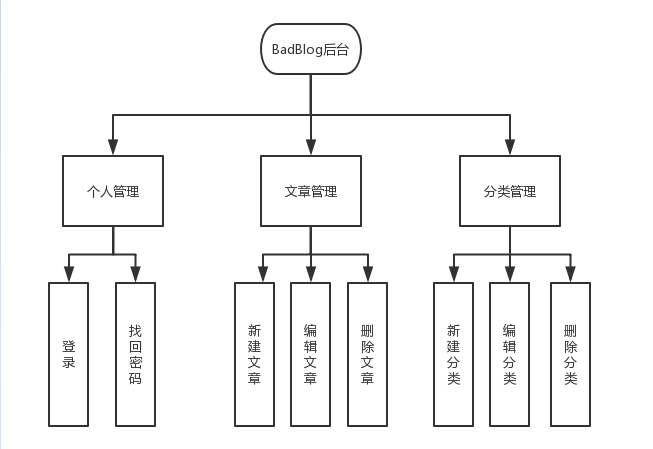 BadBlog后台
个人管理
文章管理
分类管理
登录
找回密码
新建文章
编辑文章
删除文章
新建分类
编辑分类
删除分类